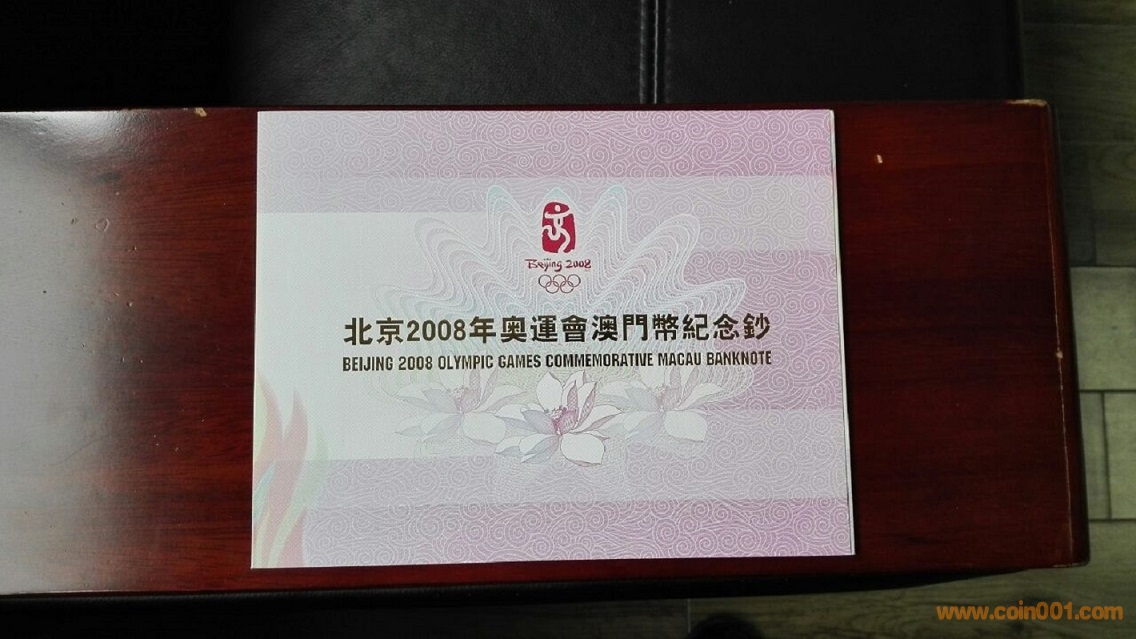 Beijing 2008
北京2008年奥運會澳門幣紀念鈔
BEIJING 2008 OLYMPIC GAMES COMMEMORATIVE MACAU BANKNOTE
www.coin001.com